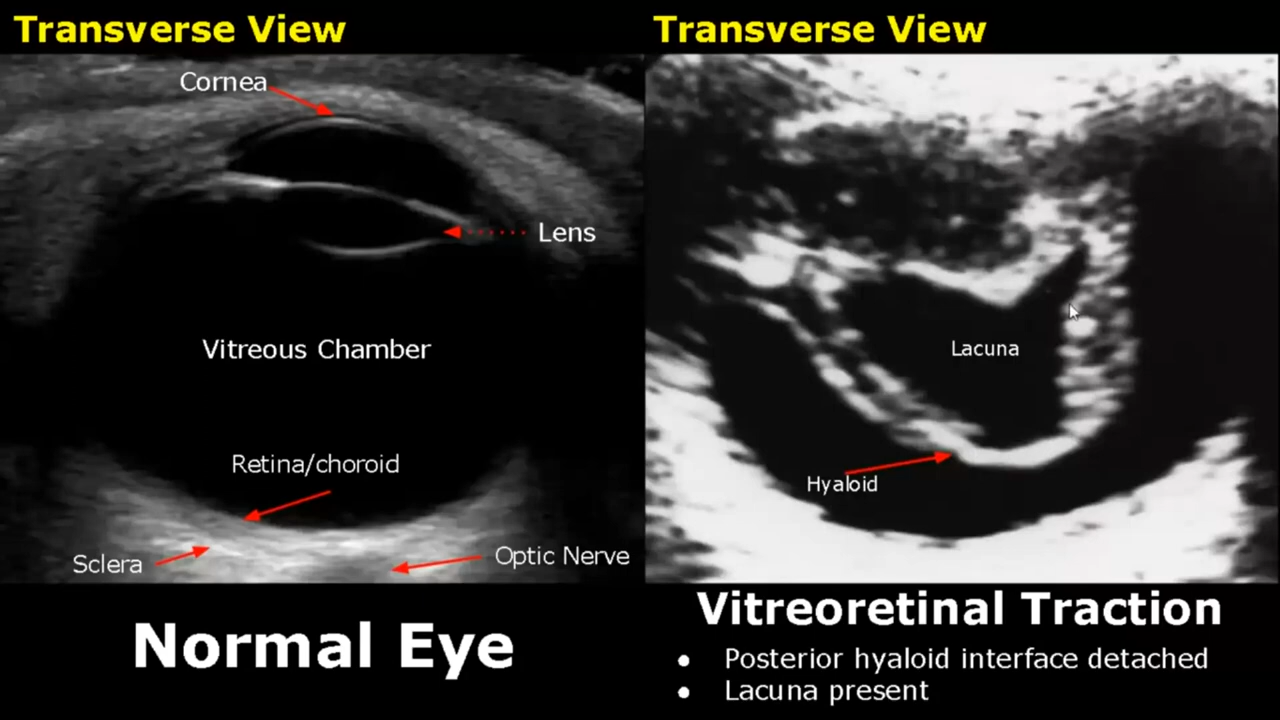 Transverse View
Cornea
Lens
Vitreous Chamber
Retina/choroid
Sclera
Optic Nerve
Normal Eye
Transverse View
Lacuna
Hyaloid
Vitreoretinal Traction
• Posterior hyaloid interface detached
• Lacuna present